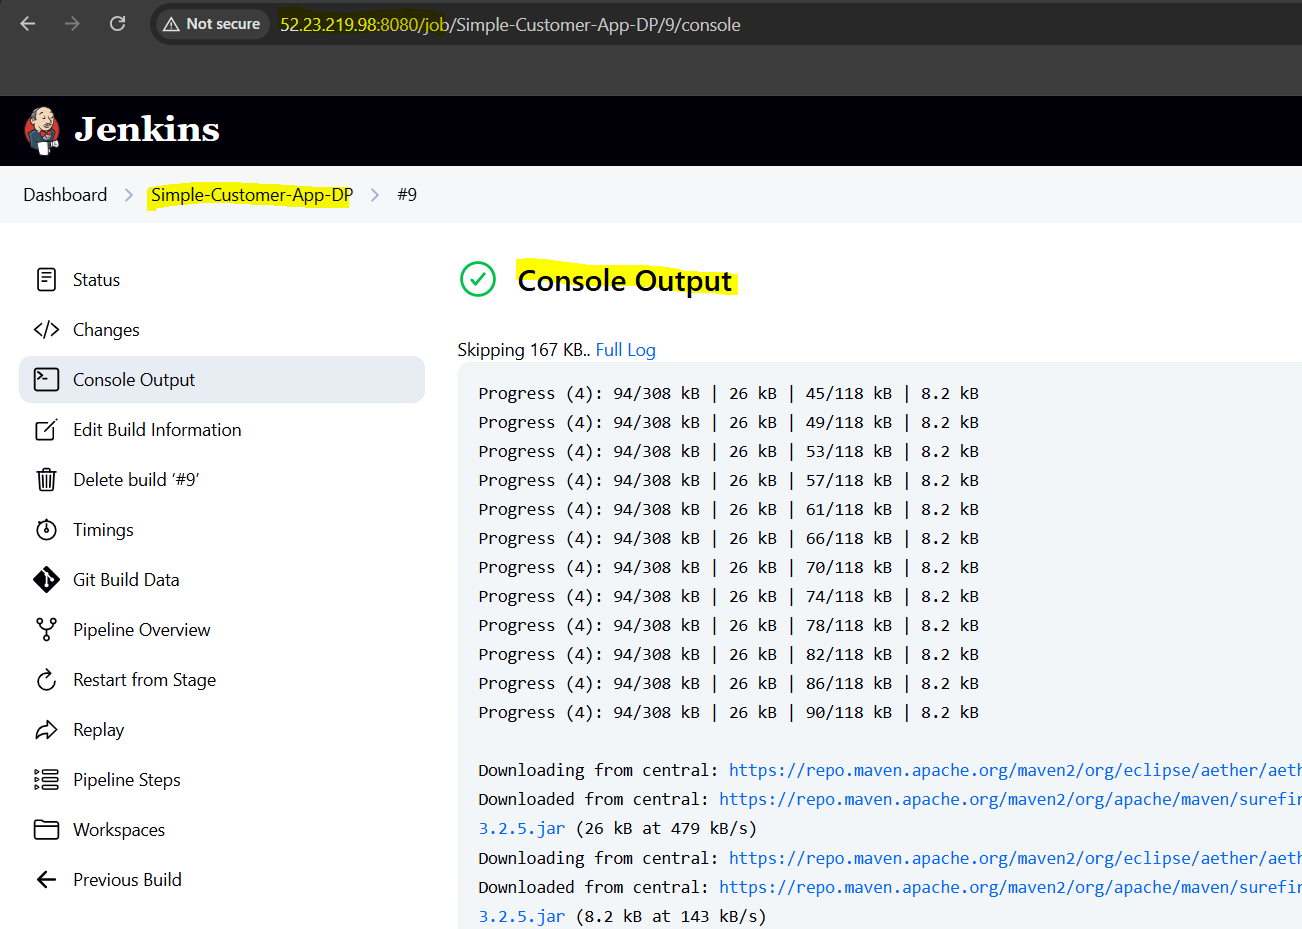 Not secure 52.23.219.98:8080/job/Simple-Customer-App-DP/9/console
Jenkins
Dashboard > Simple-Customer-App-DP > #9
Status
Changes
Console Output
Edit Build Information
Delete build ‘#9’
Timings
Git Build Data
Pipeline Overview
Restart from Stage
Replay
Pipeline Steps
Workspaces
Previous Build
Console Output
Skipping 167 KB.. Full Log
Progress (4): 94/308 kB | 26 kB | 45/118 kB | 8.2 kB
Progress (4): 94/308 kB | 26 kB | 49/118 kB | 8.2 kB
Progress (4): 94/308 kB | 26 kB | 53/118 kB | 8.2 kB
Progress (4): 94/308 kB | 26 kB | 57/118 kB | 8.2 kB
Progress (4): 94/308 kB | 26 kB | 61/118 kB | 8.2 kB
Progress (4): 94/308 kB | 26 kB | 66/118 kB | 8.2 kB
Progress (4): 94/308 kB | 26 kB | 70/118 kB | 8.2 kB
Progress (4): 94/308 kB | 26 kB | 74/118 kB | 8.2 kB
Progress (4): 94/308 kB | 26 kB | 78/118 kB | 8.2 kB
Progress (4): 94/308 kB | 26 kB | 82/118 kB | 8.2 kB
Progress (4): 94/308 kB | 26 kB | 86/118 kB | 8.2 kB
Progress (4): 94/308 kB | 26 kB | 90/118 kB | 8.2 kB
Downloading from central: https://repo.maven.apache.org/maven2/org/eclipse/aether/aeth
Downloaded from central: https://repo.maven.apache.org/maven2/org/apache/maven/surefir
3.2.5.jar (26 kB at 479 kB/s)
Downloading from central: https://repo.maven.apache.org/maven2/org/eclipse/aether/aeth
Downloaded from central: https://repo.maven.apache.org/maven2/org/apache/maven/surefir
3.2.5.jar (8.2 kB at 143 kB/s)